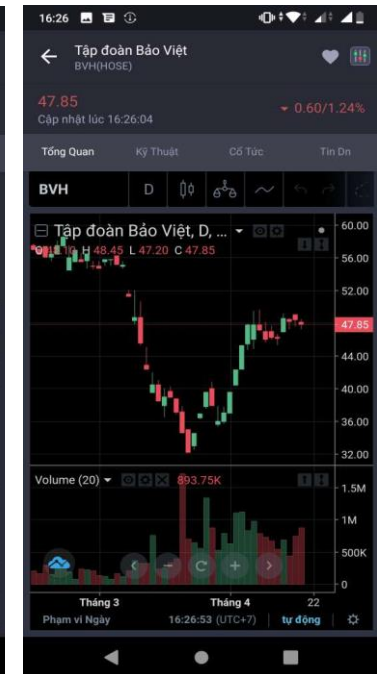 16:26
Tập đoàn Bảo Việt
BVH(HOSE)
47.85
0.60/1.24%
Cập nhật lúc 16:26:04
Tổng Quan Kỹ Thuật Cổ Tức Tin Dn
BVH D
Tập đoàn Bảo Việt, D, ...
H 48.45 L 47.20 C 47.85
60.00
56.00
52.00
47.85
44.00
40.00
36.00
32.00
Volume (20) 893.75K
1.5M
1M
500K
0
Tháng 3 Tháng 4 22
Phạm vi Ngày 16:26:53 (UTC+7) tự động